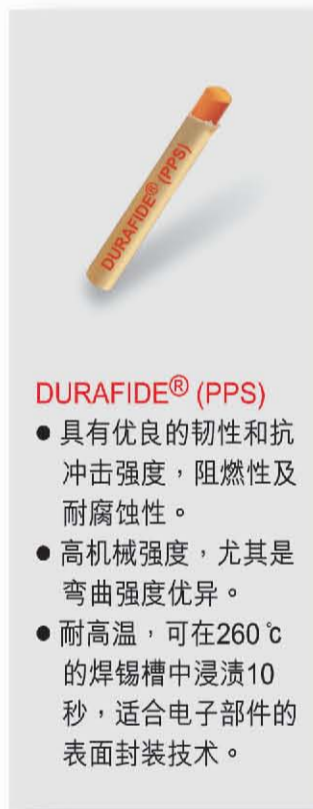 DURAFIDE® (PPS)
DURAFIDE® (PPS)
● 具有优良的韧性和抗
冲击强度，阻燃性及
耐腐蚀性。
● 高机械强度，尤其是
弯曲强度优异。
● 耐高温，可在260℃
的焊锡槽中浸渍10
秒，适合电子部件的
表面封装技术。